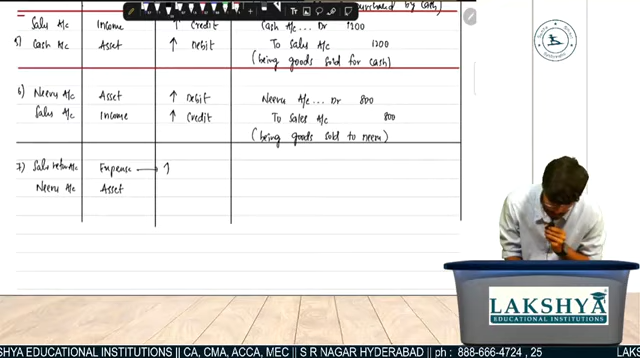 by cash)
Sales A/c Income ↑ Credit Cash A/c... Dr 1200
5) Cash A/c Asset ↑ Debit To Sales A/c 1200
(being goods sold for cash)
6) Neeru A/c Asset ↑ Debit Neeru A/c... Dr 800
Sales A/c Income ↑ Credit To Sales A/c 800
(being goods sold to neeru)
7) Sales return A/c Expense → ↑
Neeru A/c Asset
LAKSHYA
EDUCATIONAL INSTITUTIONS
SHYA EDUCATIONAL INSTITUTIONS || CA, CMA, ACCA, MEC || S R NAGAR HYDERABAD || ph : 888-666-4724 , 25
LAKS